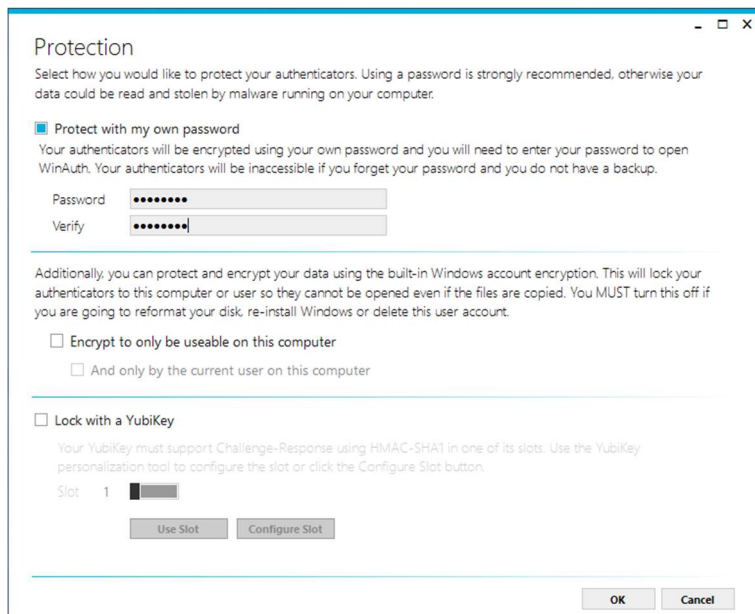 Protection
Select how you would like to protect your authenticators. Using a password is strongly recommended, otherwise your
data could be read and stolen by malware running on your computer.
Protect with my own password
Your authenticators will be encrypted using your own password and you will need to enter your password to open
WinAuth. Your authenticators will be inaccessible if you forget your password and you do not have a backup.
Password ●●●●●●●●
Verify ●●●●●●●●
Additionally, you can protect and encrypt your data using the built-in Windows account encryption. This will lock your
authenticators to this computer or user so they cannot be opened even if the files are copied. You MUST turn this off if
you are going to reformat your disk, re-install Windows or delete this user account.
Encrypt to only be useable on this computer
And only by the current user on this computer
Lock with a YubiKey
Your YubiKey must support Challenge-Response using HMAC-SHA1 in one of its slots. Use the YubiKey
personalization tool to configure the slot or click the Configure Slot button.
Slot 1
Use Slot Configure Slot
OK Cancel